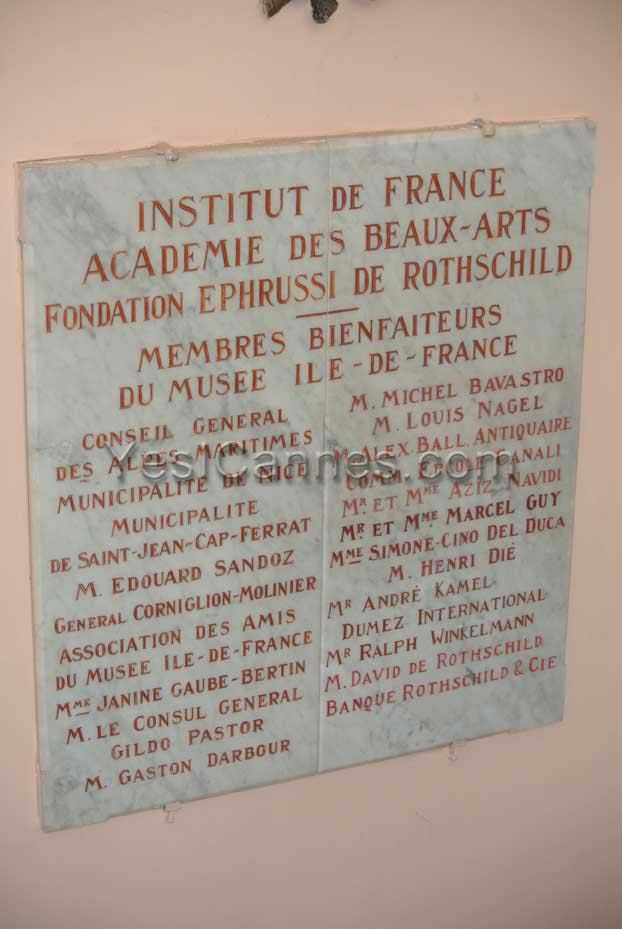 INSTITUT DE FRANCE
ACADEMIE DES BEAUX-ARTS
FONDATION EPHRUSSI DE ROTHSCHILD
MEMBRES BIENFAITEURS
DU MUSEE ILE-DE-FRANCE
CONSEIL GENERAL
DES ALPES MARITIMES
MUNICIPALITE DE NICE
MUNICIPALITE
DE SAINT-JEAN-CAP-FERRAT
M. EDOUARD SANDOZ
GENERAL CORNIGLION-MOLINIER
ASSOCIATION DES AMIS
DU MUSEE ILE-DE-FRANCE
MME JANINE GAUBE-BERTIN
M. LE CONSUL GENERAL
GILDO PASTOR
M. GASTON DARBOUR
M. MICHEL BAVASTRO
M. LOUIS NAGEL
M. ALEX BALL. ANTIQUAIRE
COMM. ERCOLE CANALI
MR ET MME AZIZ NAVIDI
MR ET MME MARCEL GUY
MME SIMONE-CINO DEL DUCA
M. HENRI DIÉ
MR ANDRÉ KAMEL
DUMEZ INTERNATIONAL
MR RALPH WINKELMANN
M. DAVID DE ROTHSCHILD
BANQUE ROTHSCHILD & CIE
YesICannes.com